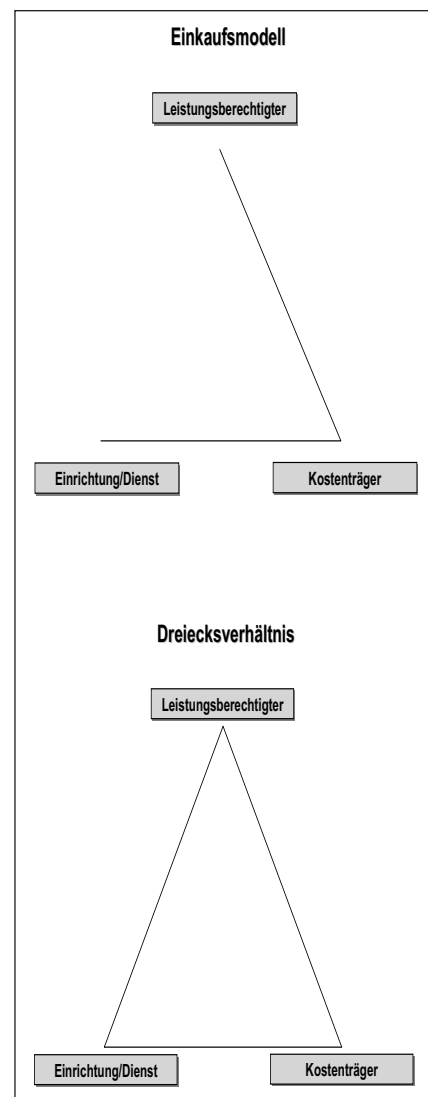 Einkaufsmodell
Leistungsberechtigter
Einrichtung/Dienst
Kostenträger
Dreiecksverhältnis
Leistungsberechtigter
Einrichtung/Dienst
Kostenträger